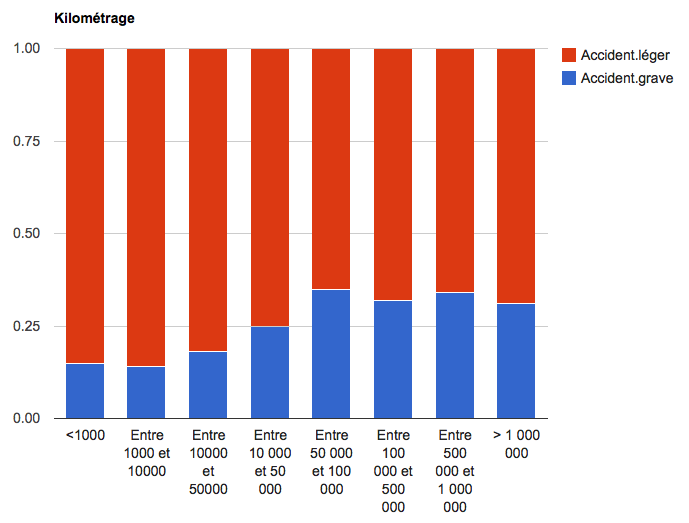 Kilométrage
1.00
0.75
0.50
0.25
0.00
Accident.léger
Accident.grave
<1000
Entre
1000 et
10000
Entre
10000
et
50000
Entre
10 000
et 50
000
Entre
50 000
et 100
000
Entre
100
000 et
500
000
Entre
500
000 et
1 000
000
> 1 000
000